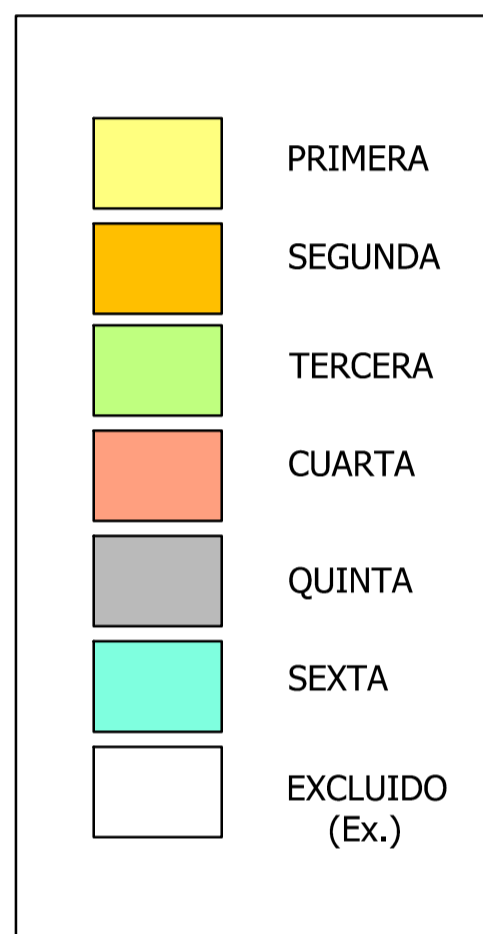 PRIMERA
SEGUNDA
TERCERA
CUARTA
QUINTA
SEXTA
EXCLUIDO
(Ex.)